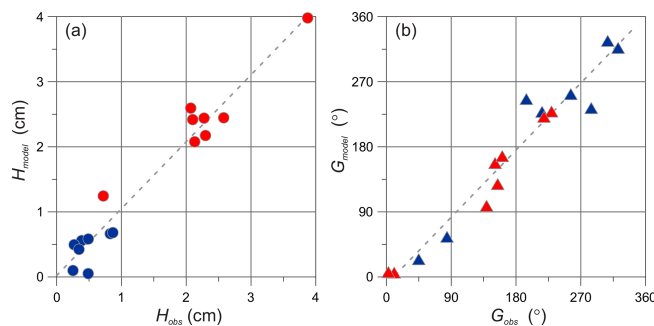 (a)
4
3
2
1
0
H_model (cm)
0 1 2 3 4
H_obs (cm)
(b)
360
270
180
90
0
G_model (°)
0 90 180 270 360
G_obs (°)